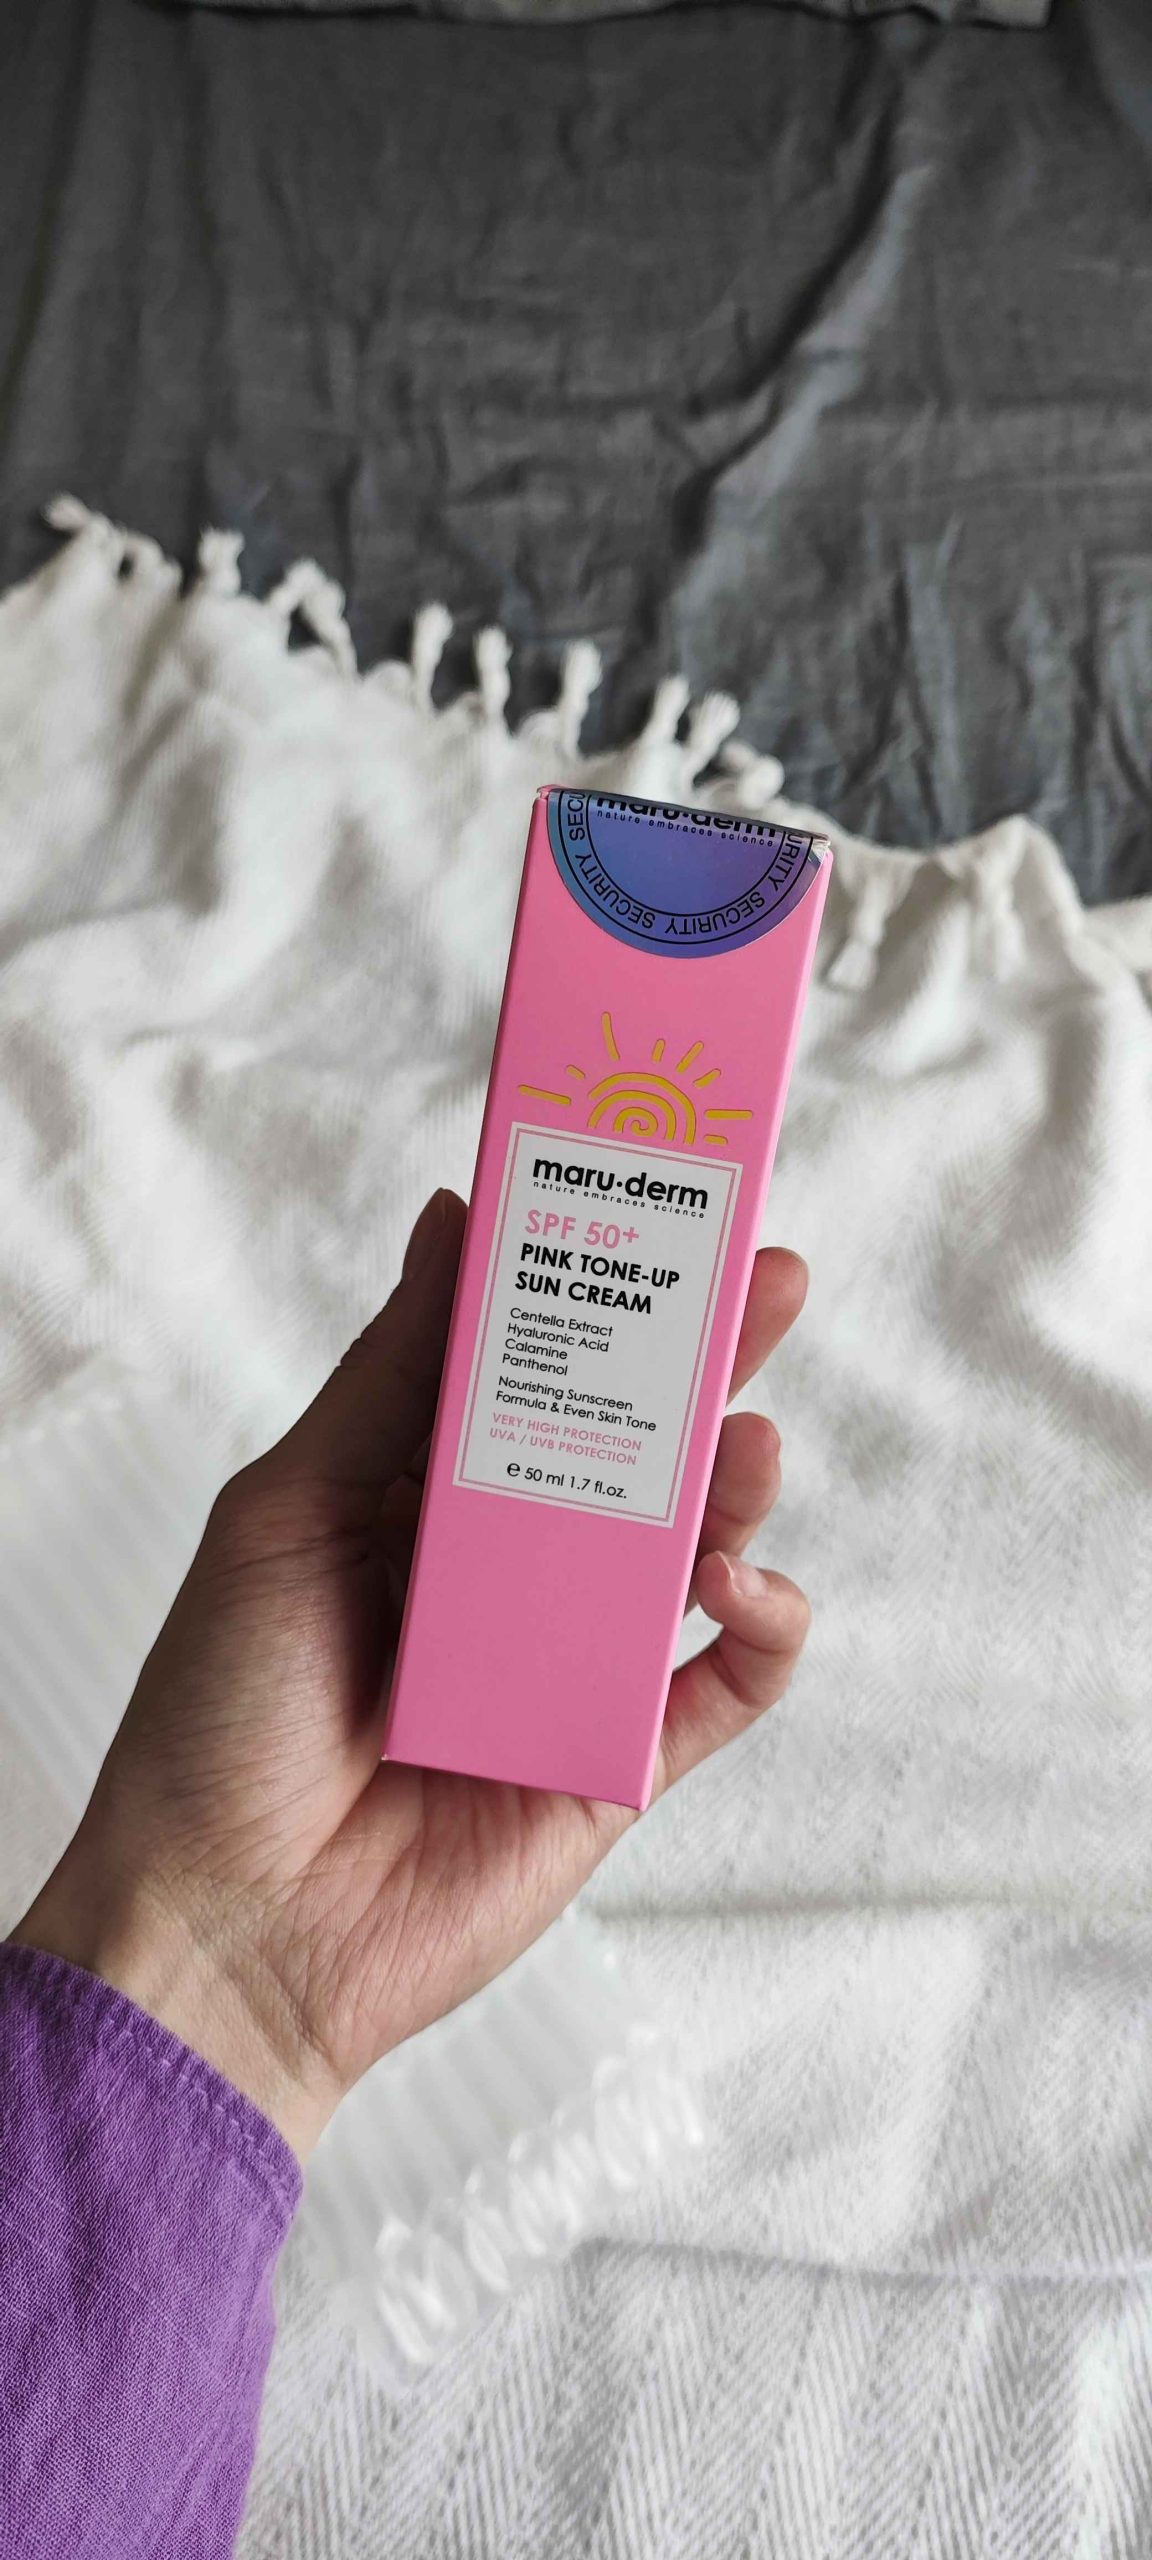 maru·derm
nature embraces science
SECURITY SECURITY
maru·derm
nature embraces science
SPF 50+
PINK TONE-UP
SUN CREAM
Centella Extract
Hyaluronic Acid
Calamine
Panthenol
Nourishing Sunscreen
Formula & Even Skin Tone
VERY HIGH PROTECTION
UVA / UVB PROTECTION
e 50 ml 1.7 fl.oz.